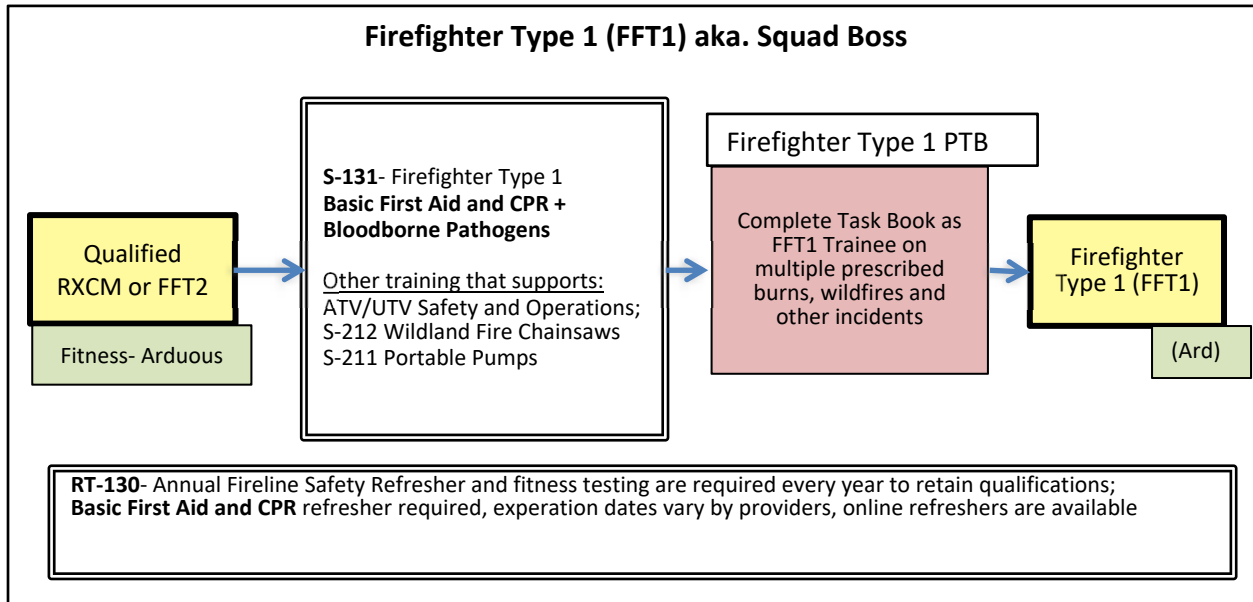 Firefighter Type 1 (FFT1) aka. Squad Boss
Qualified
RXCM or FFT2
Fitness- Arduous
S-131- Firefighter Type 1
Basic First Aid and CPR +
Bloodborne Pathogens
Other training that supports:
ATV/UTV Safety and Operations;
S-212 Wildland Fire Chainsaws
S-211 Portable Pumps
Firefighter Type 1 PTB
Complete Task Book as
FFT1 Trainee on
multiple prescribed
burns, wildfires and
other incidents
Firefighter
Type 1 (FFT1)
(Ard)
RT-130- Annual Fireline Safety Refresher and fitness testing are required every year to retain qualifications;
Basic First Aid and CPR refresher required, experation dates vary by providers, online refreshers are available